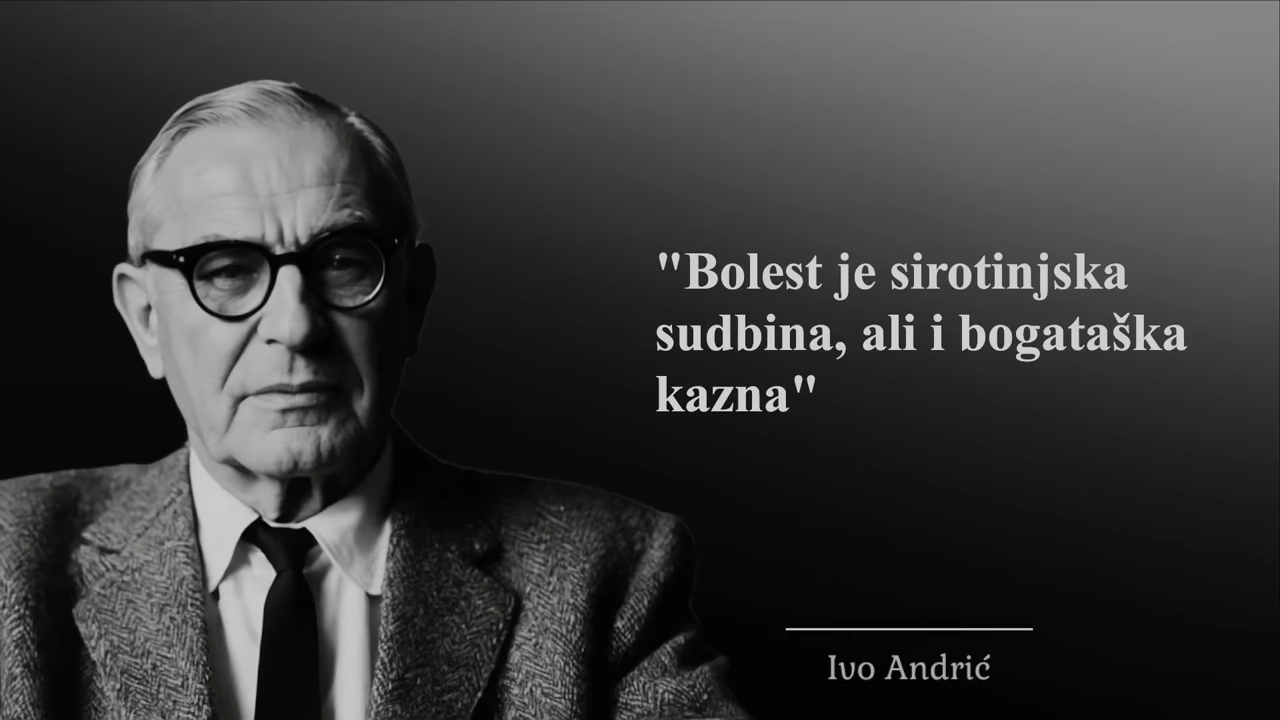 "Bolest je sirotinjska
sudbina, ali i bogataška
kazna"
Ivo Andrić